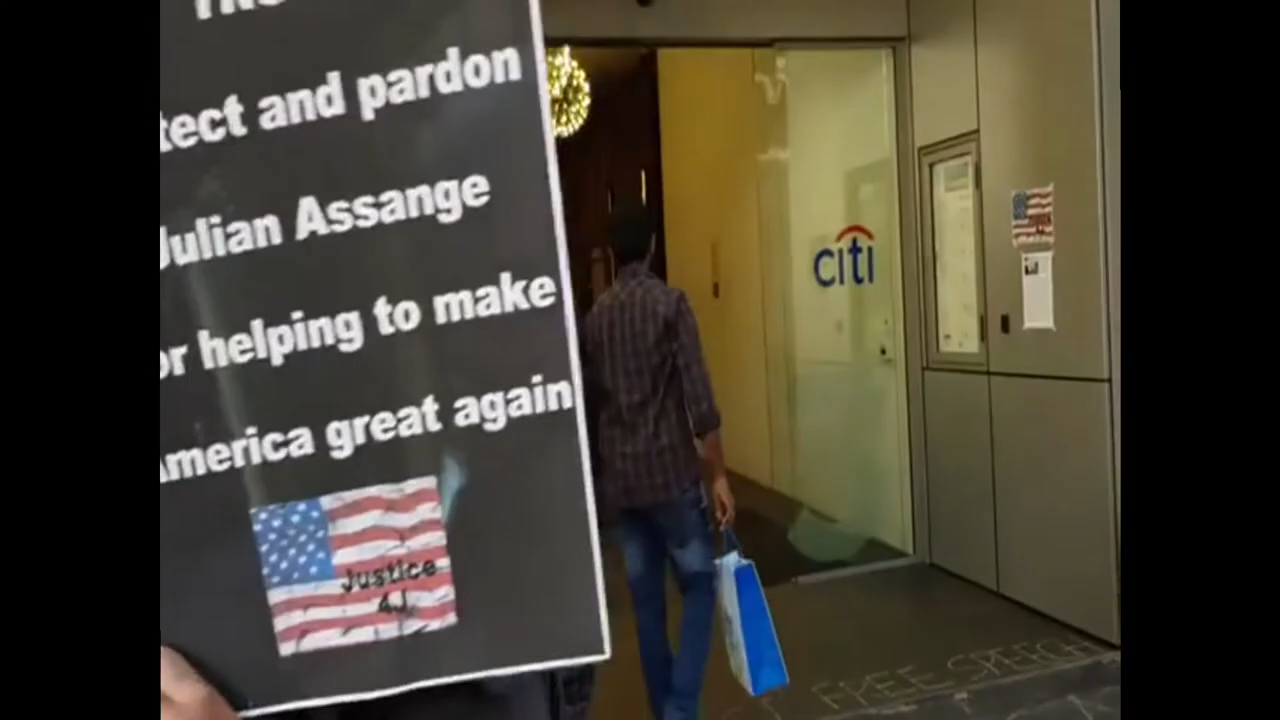 tect and pardon
Julian Assange
or helping to make
America great again
Justice
4J
citi
FREE SPEECH